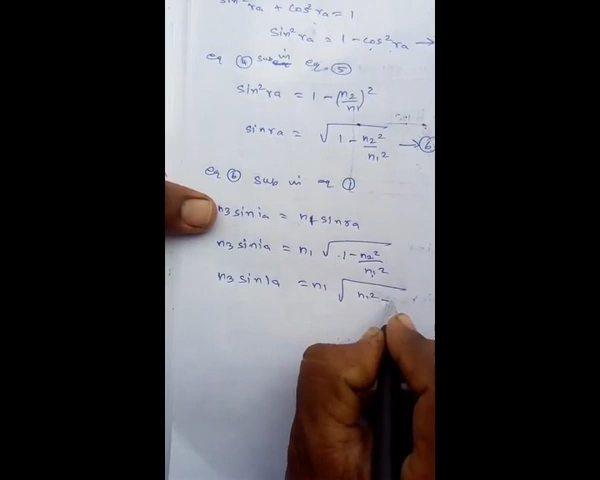 sin²ra + cos²ra = 1
sin²ra = 1 - cos²ra →
eq ④ sub in eq ⑤
sin²ra = 1 - (n₂/n₁)²
sin ra = √(1 - n₂²/n₁²) → ⑥
eq ⑥ sub in eq ①
n₃ sin ia = n₁ sin ra
n₃ sin ia = n₁ √(1 - n₂²/n₁²)
n₃ sin ia = n₁ √(n₁² -